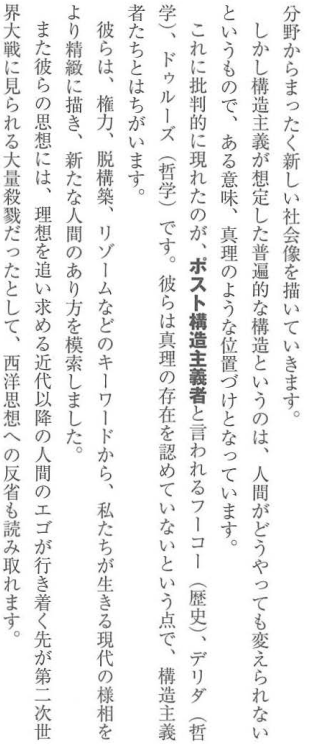 分野からまったく新しい社会像を描いていきます。
しかし構造主義が想定した普遍的な構造というのは、人間がどうやっても変えられない
というもので、ある意味、真理のような位置づけとなっています。
これに批判的に現れたのが、ポスト構造主義者と言われるフーコー（歴史）、デリダ（哲
学）、ドゥルーズ（哲学）です。彼らは真理の存在を認めていないという点で、構造主義
者たちとはちがいます。
彼らは、権力、脱構築、リゾームなどのキーワードから、私たちが生きる現代の様相を
より精緻に描き、新たな人間のあり方を模索しました。
また彼らの思想には、理想を追い求める近代以降の人間のエゴが行き着く先が第二次世
界大戦に見られる大量殺戮だったとして、西洋思想への反省も読み取れます。